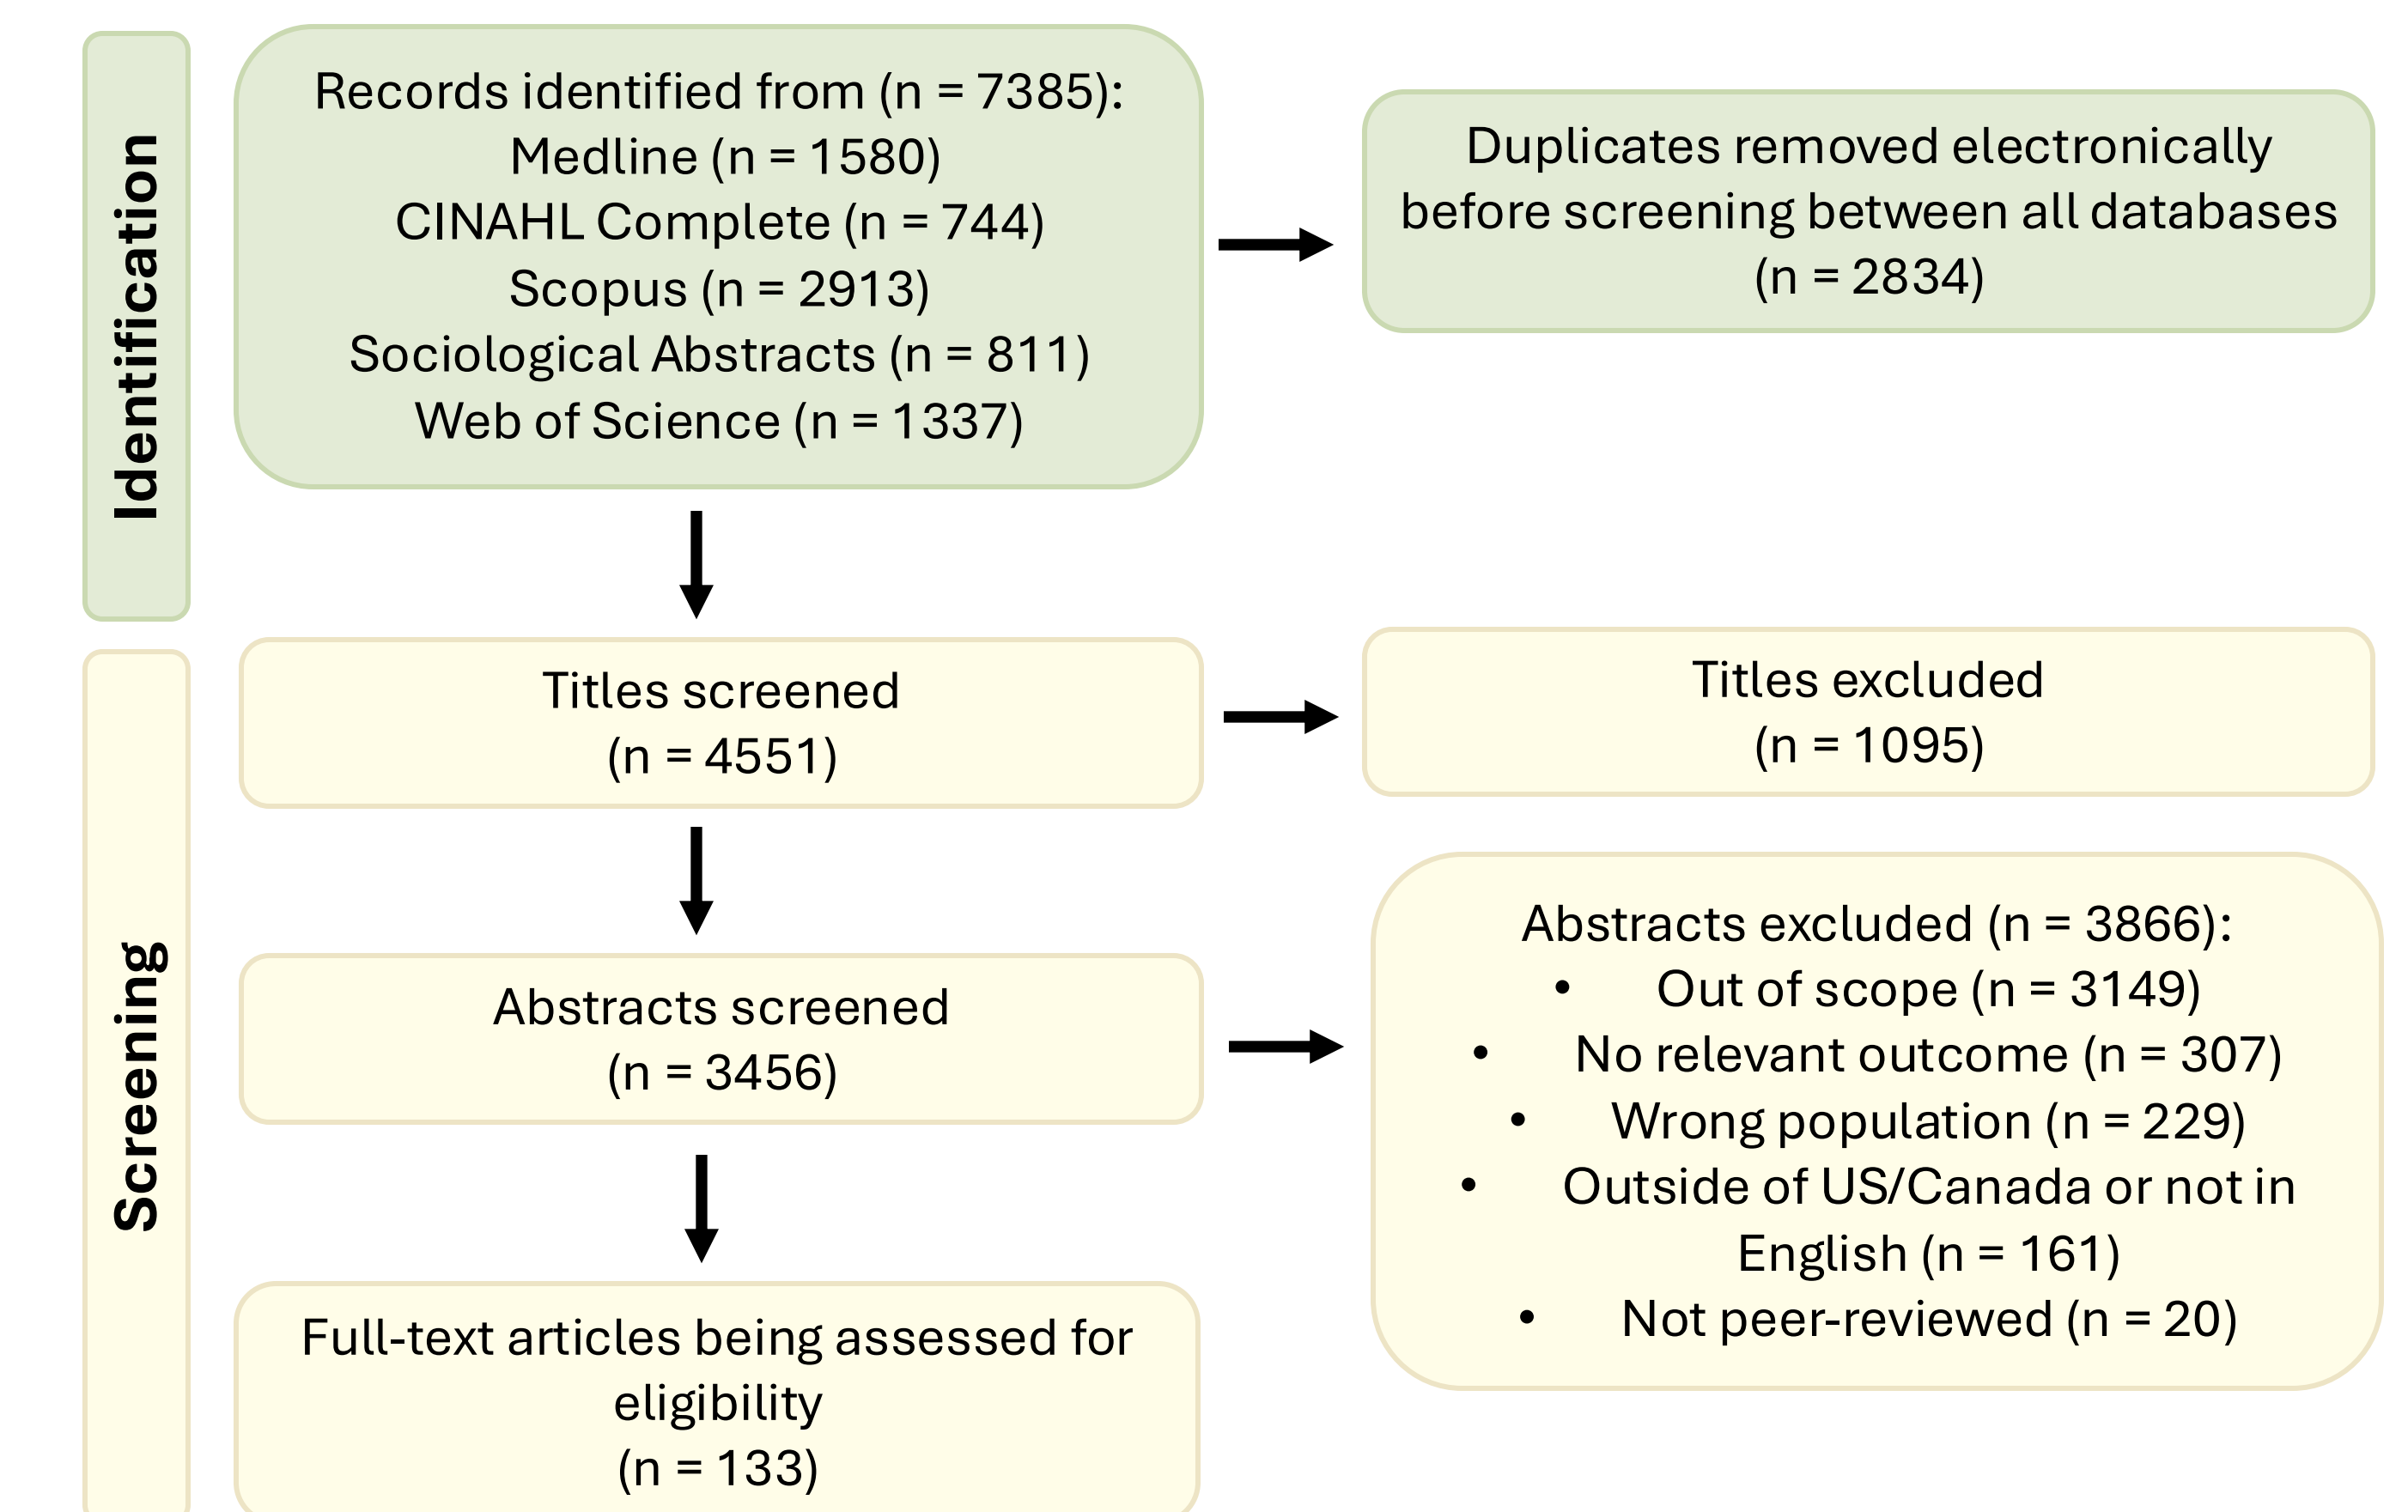 Identification
Records identified from (n = 7385):
Medline (n = 1580)
CINAHL Complete (n = 744)
Scopus (n = 2913)
Sociological Abstracts (n = 811)
Web of Science (n = 1337)
Duplicates removed electronically
before screening between all databases
(n = 2834)
Screening
Titles screened
(n = 4551)
Titles excluded
(n = 1095)
Abstracts screened
(n = 3456)
Abstracts excluded (n = 3866):
• Out of scope (n = 3149)
• No relevant outcome (n = 307)
• Wrong population (n = 229)
• Outside of US/Canada or not in
English (n = 161)
• Not peer-reviewed (n = 20)
Full-text articles being assessed for
eligibility
(n = 133)